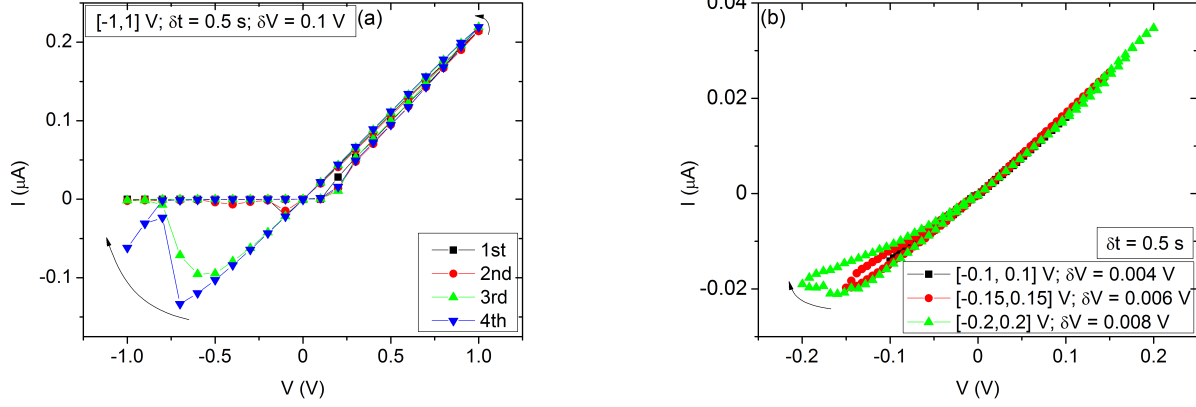 [-1,1] V; δt = 0.5 s; δV = 0.1 V
(a)
0.2
0.1
0
-0.1
I (μA)
-1.0
-0.5
0
0.5
1.0
V (V)
1st
2nd
3rd
4th
(b)
0.04
0.02
0
-0.02
I (μA)
-0.2
-0.1
0
0.1
0.2
V (V)
δt = 0.5 s
[-0.1, 0.1] V; δV = 0.004 V
[-0.15,0.15] V; δV = 0.006 V
[-0.2,0.2] V; δV = 0.008 V